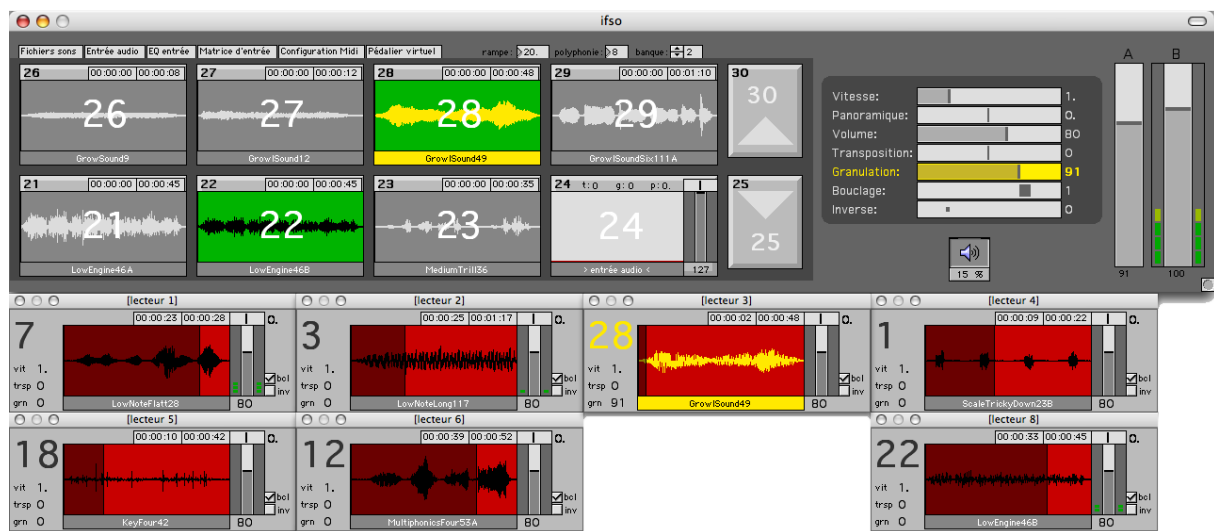 ifso
Fichiers sons Entrée audio EQ entrée Matrice d'entrée Configuration Midi Pédalier virtuel rampe: 20. polyphonie: 8 banque: 2
A B
26 00:00:00 00:00:08 27 00:00:00 00:00:12 28 00:00:00 00:00:48 29 00:00:00 00:01:10 30
26 27 28 29 30
GrowlSound9 GrowlSound12 GrowlSound49 GrowlSoundSix111A
Vitesse: 1.
Panoramique: 0.
Volume: 80
Transposition: 0
Granulation: 91
Bouclage: 1
Inverse: 0
21 00:00:00 00:00:45 22 00:00:00 00:00:45 23 00:00:00 00:00:35 24 t:0 g:0 p:0. 25
21 22 23 24 25
LowEngine46A LowEngine46B MediumTrill36 > entrée audio < 127
15 %
91 100
[lecteur 1] [lecteur 2] [lecteur 3] [lecteur 4]
7 00:00:23 00:00:28 0.
vit 1.
trsp 0 bcl
grn 0 inv
LowNoteFlatt28 80
3 00:00:25 00:01:17 0.
vit 1.
trsp 0 bcl
grn 0 inv
LowNoteLong117 80
28 00:00:02 00:00:48 0.
vit 1.
trsp 0 bcl
grn 91 inv
GrowlSound49 80
1 00:00:09 00:00:22 0.
vit 1.
trsp 0 bcl
grn 0 inv
ScaleTrickyDown23B 80
[lecteur 5] [lecteur 6] [lecteur 8]
18 00:00:10 00:00:42 0.
vit 1.
trsp 0 bcl
grn 0 inv
KeyFour42 80
12 00:00:39 00:00:52 0.
vit 1.
trsp 0 bcl
grn 0 inv
MultiphonicsFour53A 80
22 00:00:33 00:00:45 0.
vit 1.
trsp 0 bcl
grn 0 inv
LowEngine46B 80